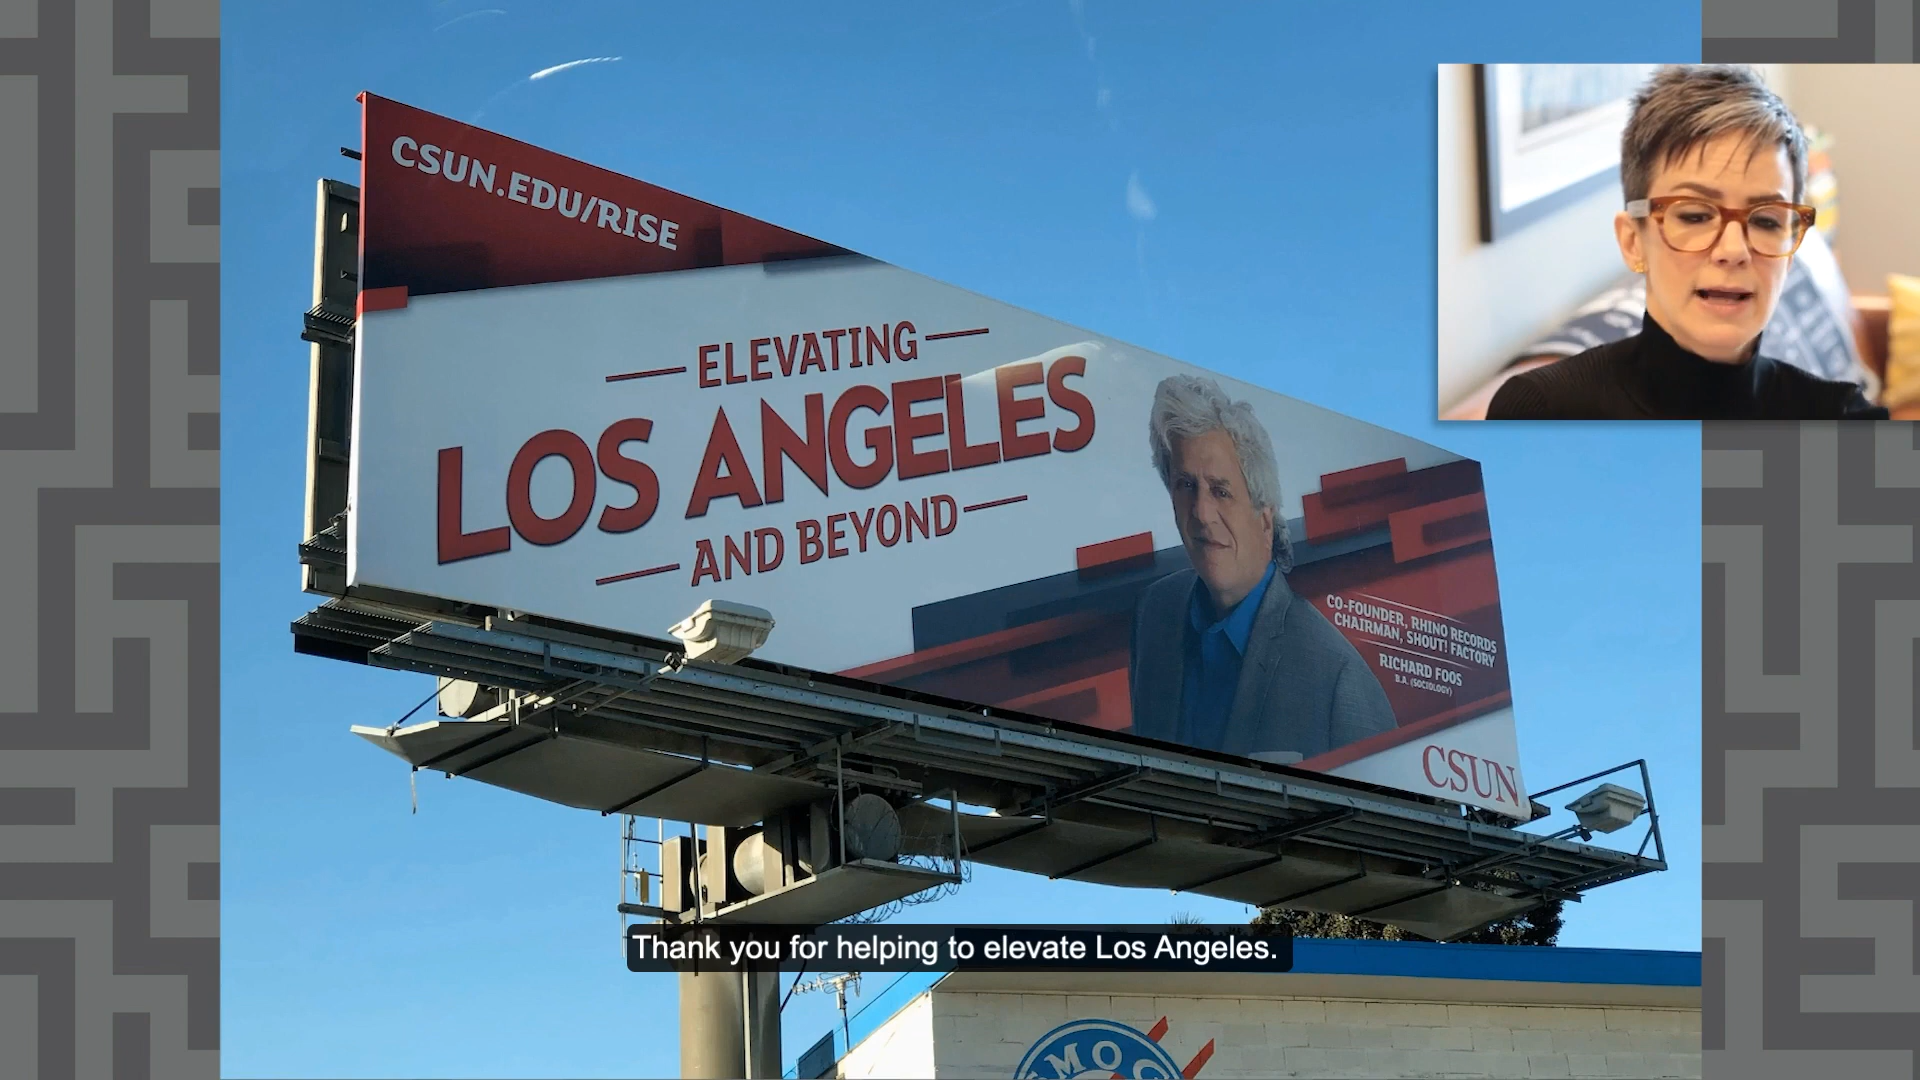 CSUN.EDU/RISE
ELEVATING
LOS ANGELES
AND BEYOND
CO-FOUNDER, RHINO RECORDS
CHAIRMAN, SHOUT! FACTORY
RICHARD FOOS
B.A. (SOCIOLOGY)
CSUN
Thank you for helping to elevate Los Angeles.
SMOG